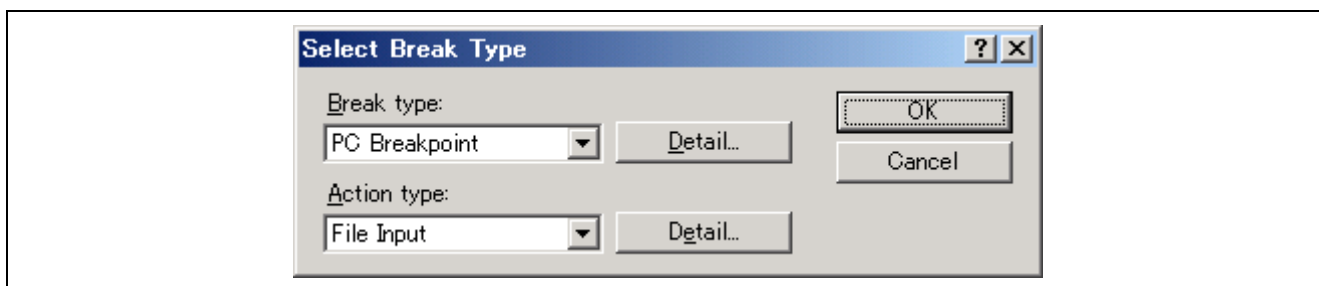 Select Break Type
Break type:
PC Breakpoint
Detail...
OK
Cancel
Action type:
File Input
Detail...